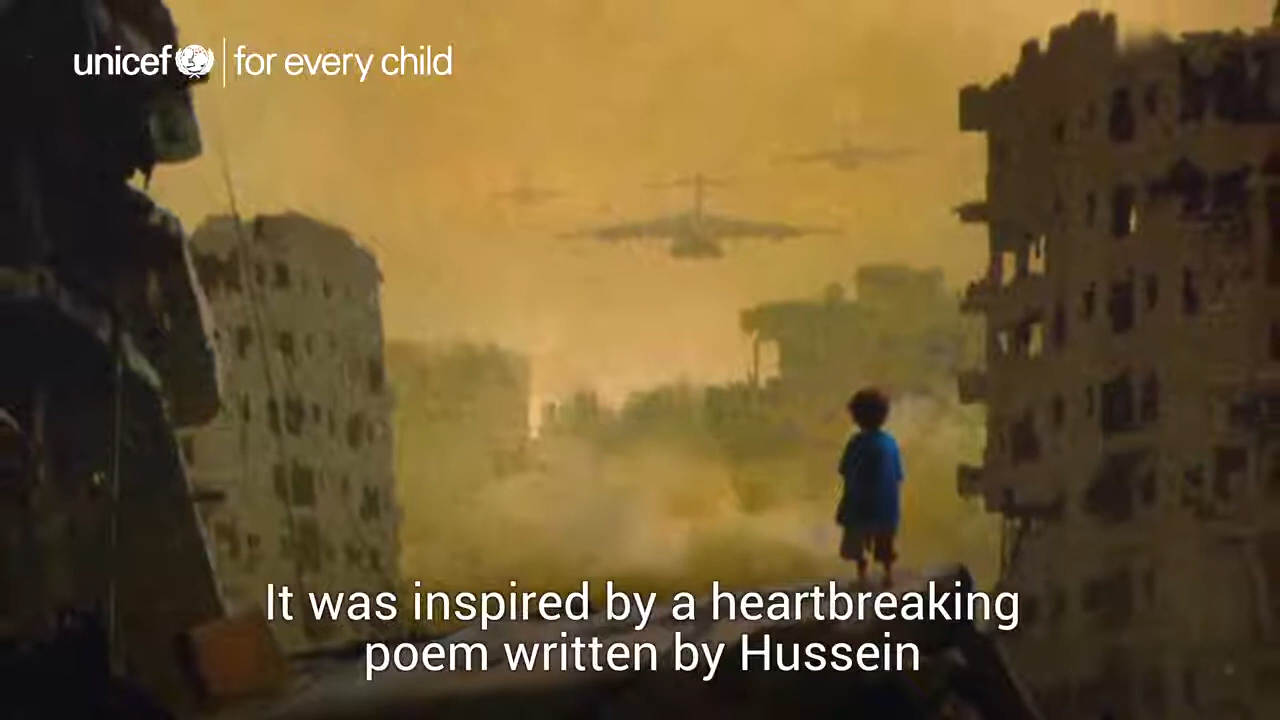 unicef for every child
It was inspired by a heartbreaking
poem written by Hussein